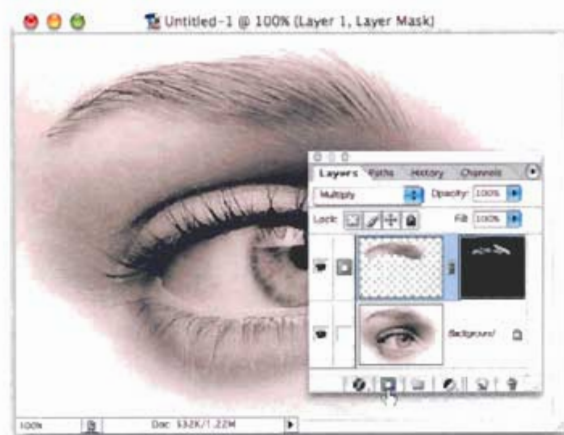 Untitled-1 @ 100% (Layer 1, Layer Mask)
Layers Paths History Channels
Multiply Opacity: 100%
Lock: Fill: 100%
Background
100% Doc: 532K/1.22M